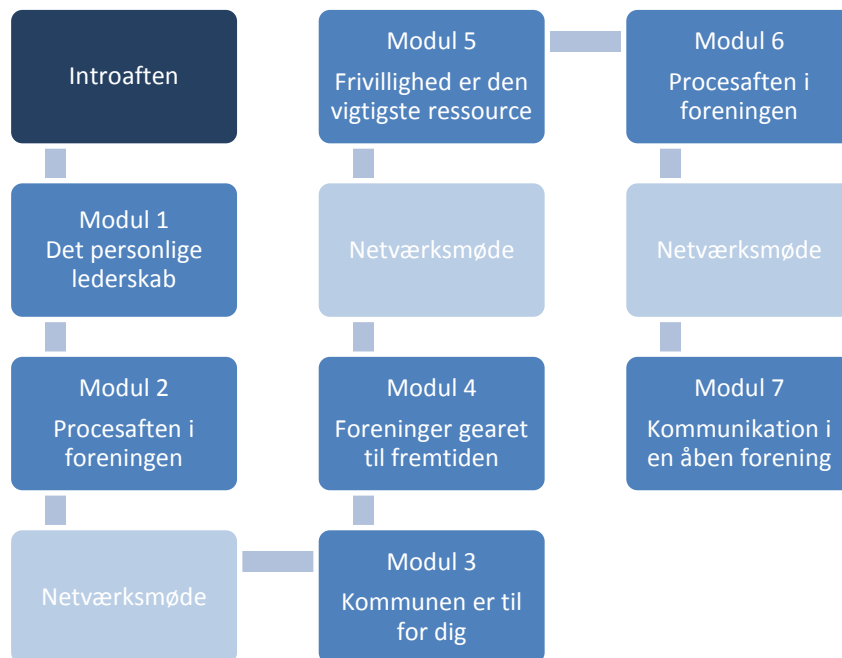 Introaften
Modul 1
Det personlige
lederskab
Modul 2
Procesaften i
foreningen
Netværksmøde
Modul 3
Kommunen er til
for dig
Modul 4
Foreninger gearet
til fremtiden
Netværksmøde
Modul 5
Frivillighed er den
vigtigste ressource
Modul 6
Procesaften i
foreningen
Netværksmøde
Modul 7
Kommunikation i
en åben forening